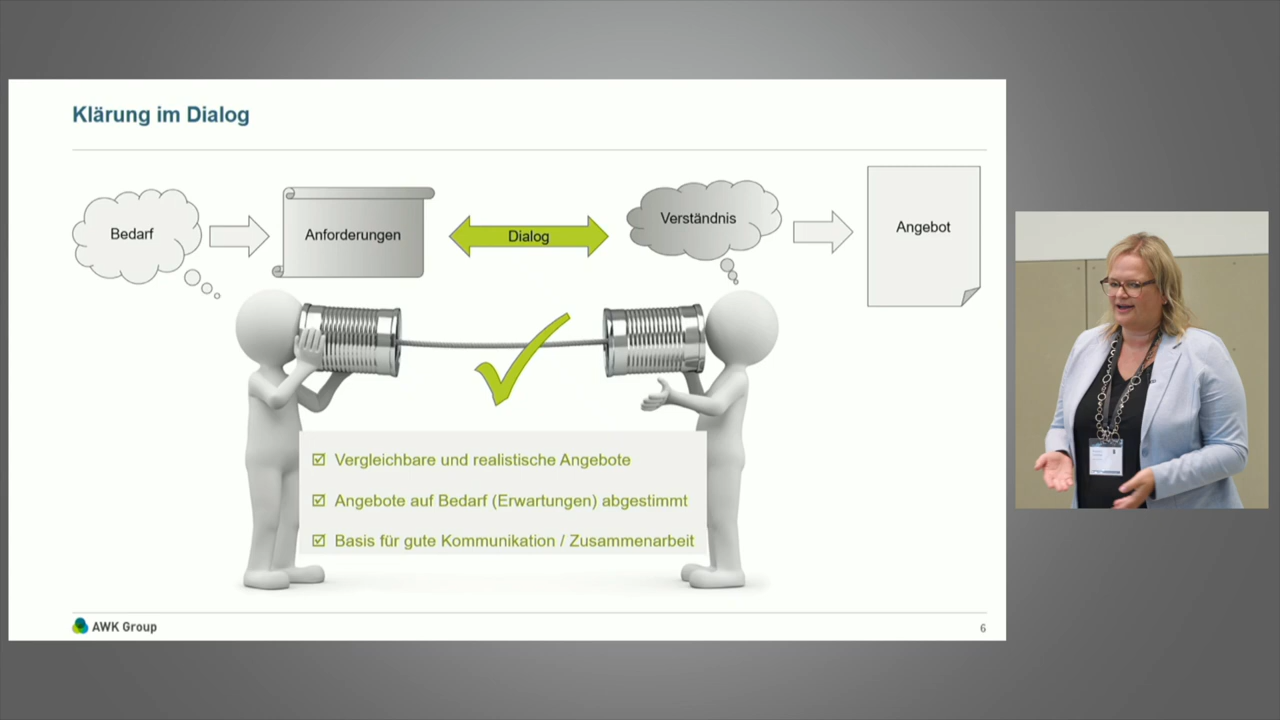 Klärung im Dialog
Bedarf
Anforderungen
Dialog
Verständnis
Angebot
☑ Vergleichbare und realistische Angebote
☑ Angebote auf Bedarf (Erwartungen) abgestimmt
☑ Basis für gute Kommunikation / Zusammenarbeit
AWK Group
6